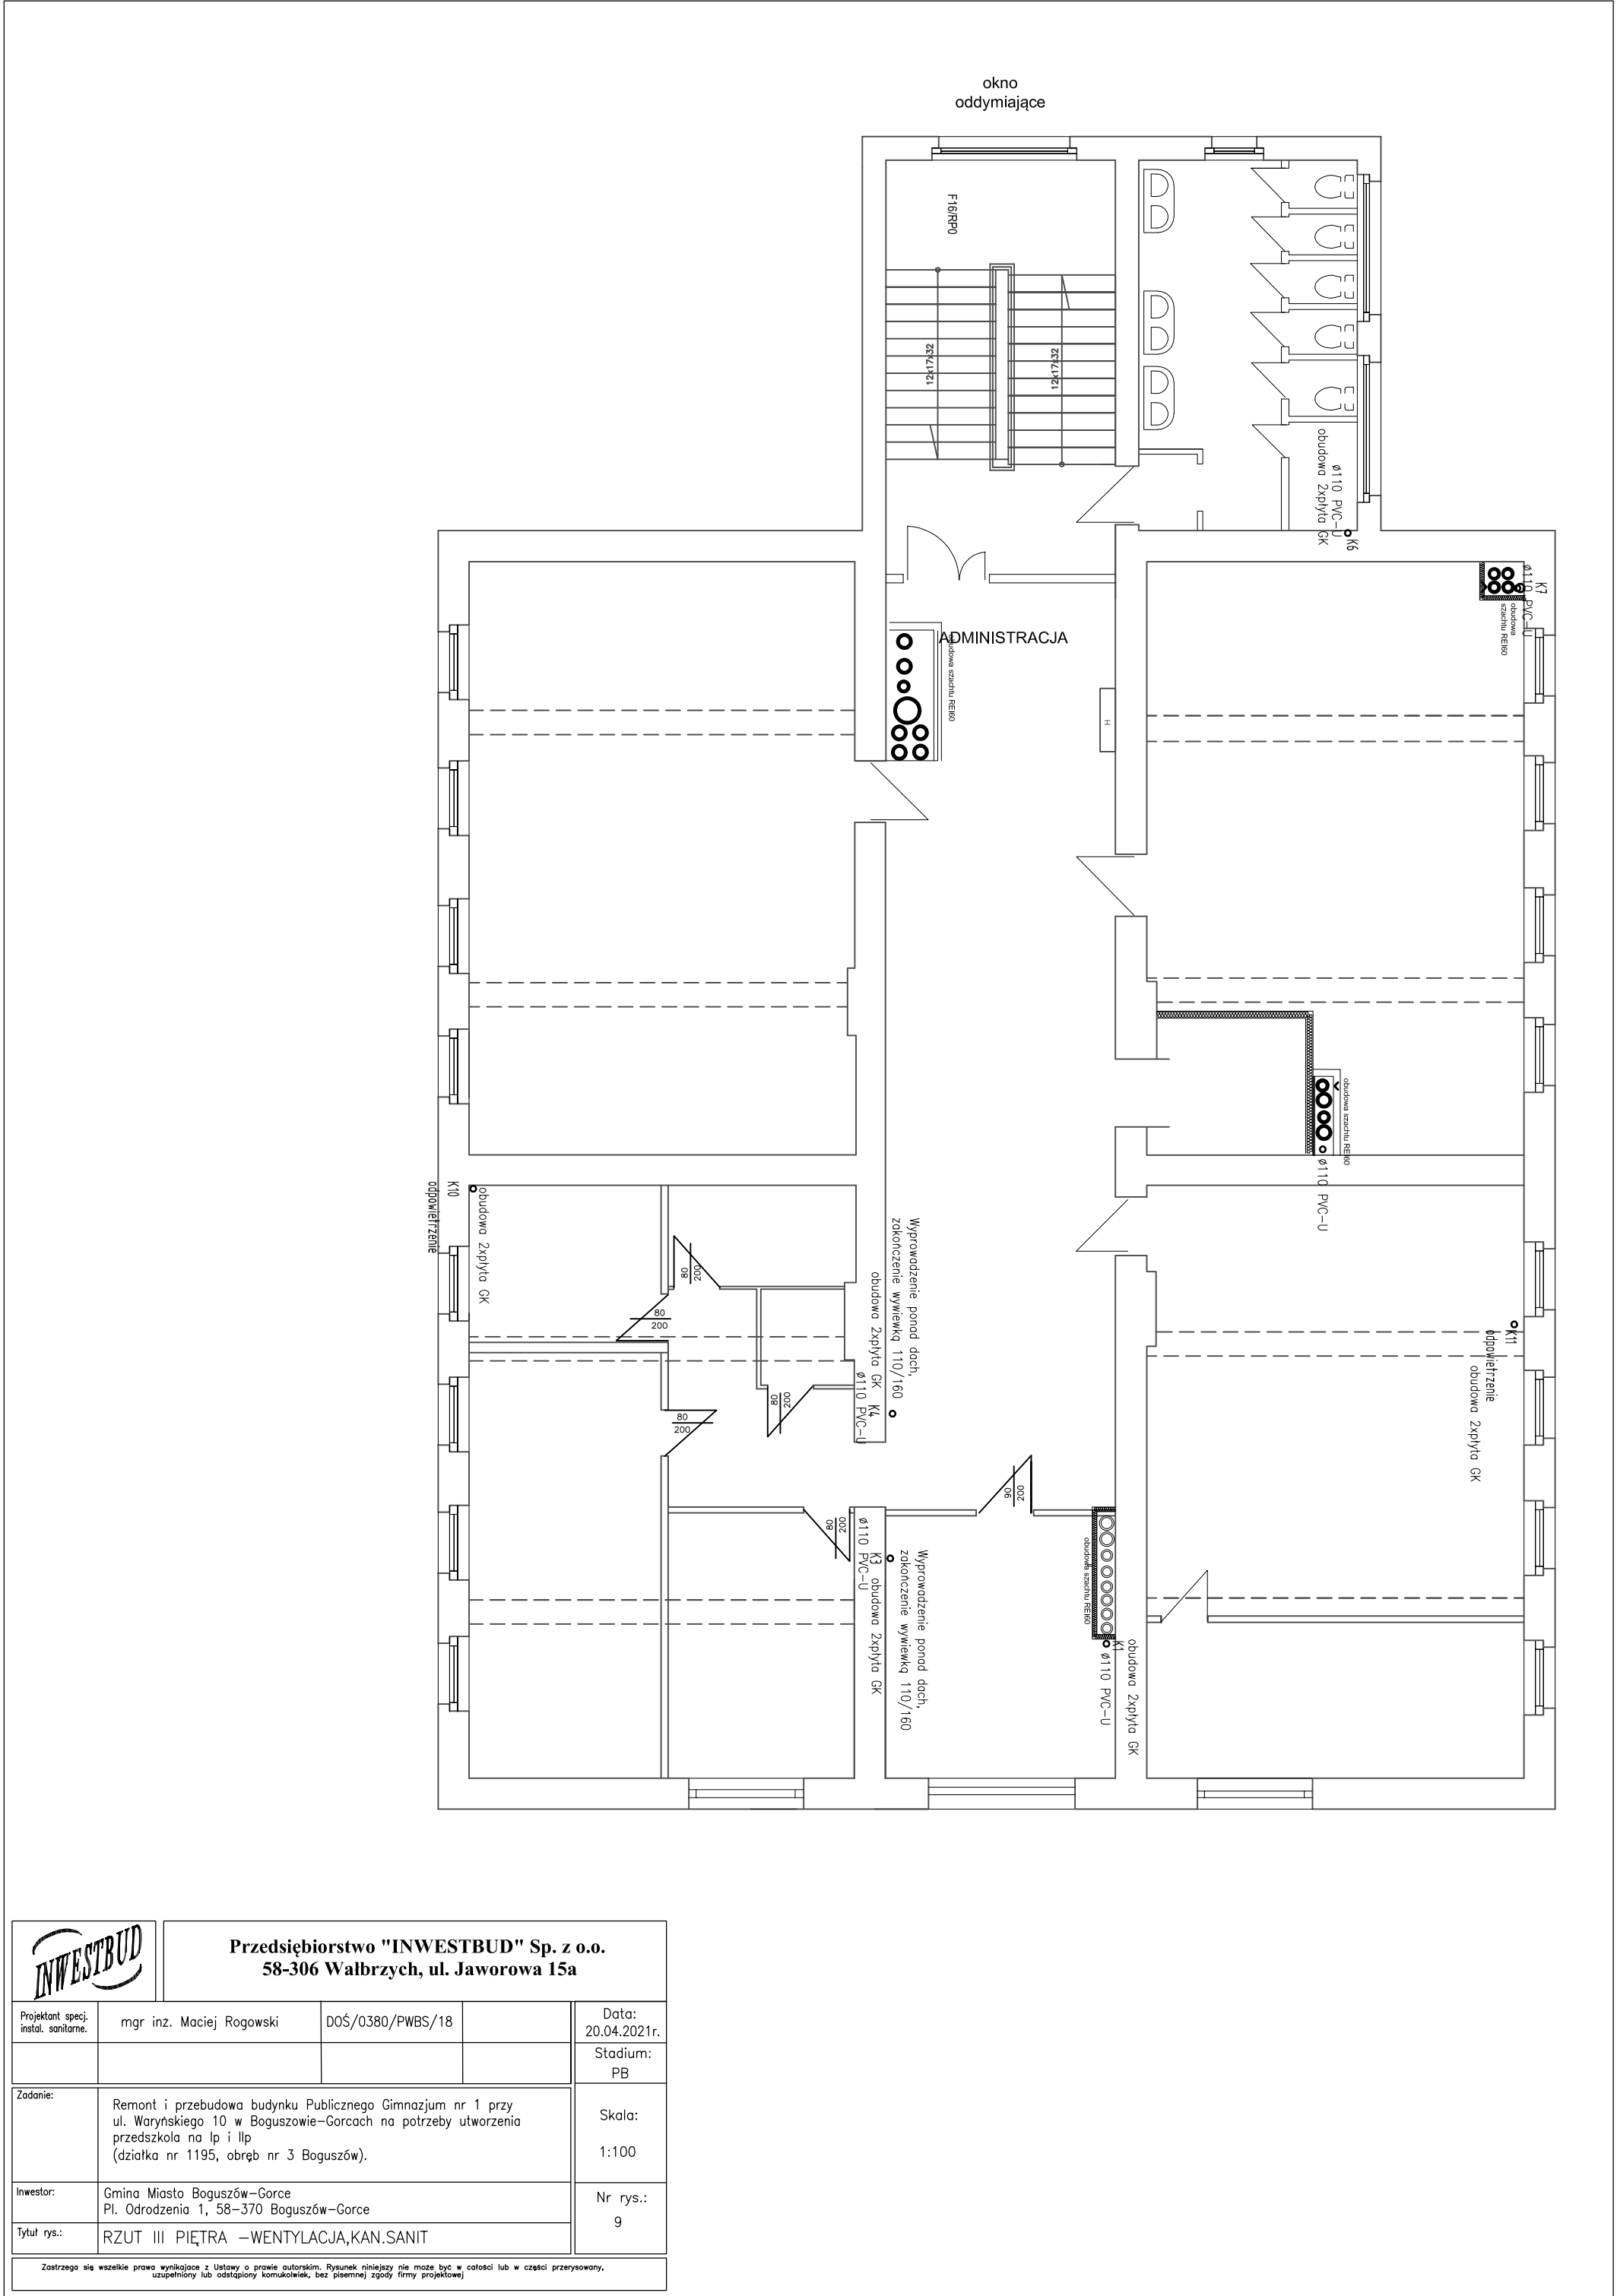 okno
oddymiające
F16/RP0
12x17x32
12x17x32
ø110 PVC-U
obudowa 2xpłyta GK
K6
K7
ø110 PVC-U
obudowa
szachtu REI60
ADMINISTRACJA
obudowa szachtu REI60
H
obudowa szachtu REI60
ø110 PVC-U
K10
odpowietrzenie
obudowa 2xpłyta GK
Wyprowadzenie ponad dach,
zakończenie wywiewką 110/160
obudowa 2xpłyta GK
K4
ø110 PVC-U
80
200
80
200
80
200
80
200
K11
odpowietrzenie
obudowa 2xpłyta GK
90
200
80
200
ø110 PVC-U
K3 obudowa 2xpłyta GK
Wyprowadzenie ponad dach,
zakończenie wywiewką 110/160
obudowa szachtu REI60
K1
ø110 PVC-U
obudowa 2xpłyta GK
INWESTBUD
Przedsiębiorstwo "INWESTBUD" Sp. z o.o.
58-306 Wałbrzych, ul. Jaworowa 15a
Projektant specj.
instal. sanitarne.
mgr inż. Maciej Rogowski
DOŚ/0380/PWBS/18
Data:
20.04.2021r.
Stadium:
PB
Zadanie:
Remont i przebudowa budynku Publicznego Gimnazjum nr 1 przy
ul. Waryńskiego 10 w Boguszowie-Gorcach na potrzeby utworzenia
przedszkola na Ip i IIp
(działka nr 1195, obręb nr 3 Boguszów).
Skala:
1:100
Inwestor:
Gmina Miasto Boguszów-Gorce
Pl. Odrodzenia 1, 58-370 Boguszów-Gorce
Nr rys.:
9
Tytuł rys.:
RZUT III PIĘTRA -WENTYLACJA,KAN.SANIT
Zastrzega się wszelkie prawa wynikające z Ustawy o prawie autorskim. Rysunek niniejszy nie może być w całości lub w części przerysowany,
uzupełniony lub odstąpiony komukolwiek, bez pisemnej zgody firmy projektowej